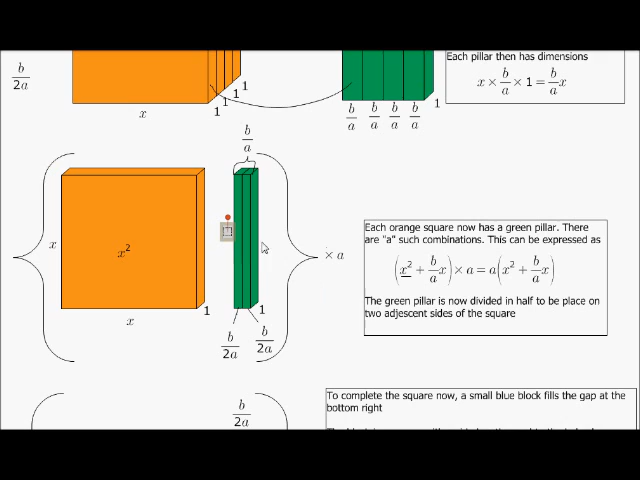 Each pillar then has dimensions
x × b/a × 1 = b/a x
b/2a
x
1
1
1
1
b/a b/a b/a b/a
1
b/a
x
x²
x
1
1
b/2a b/2a
× a
Each orange square now has a green pillar. There
are "a" such combinations. This can be expressed as
(x² + b/a x) × a = a(x² + b/a x)
The green pillar is now divided in half to be place on
two adjescent sides of the square
b/2a
To complete the square now, a small blue block fills the gap at the
bottom right